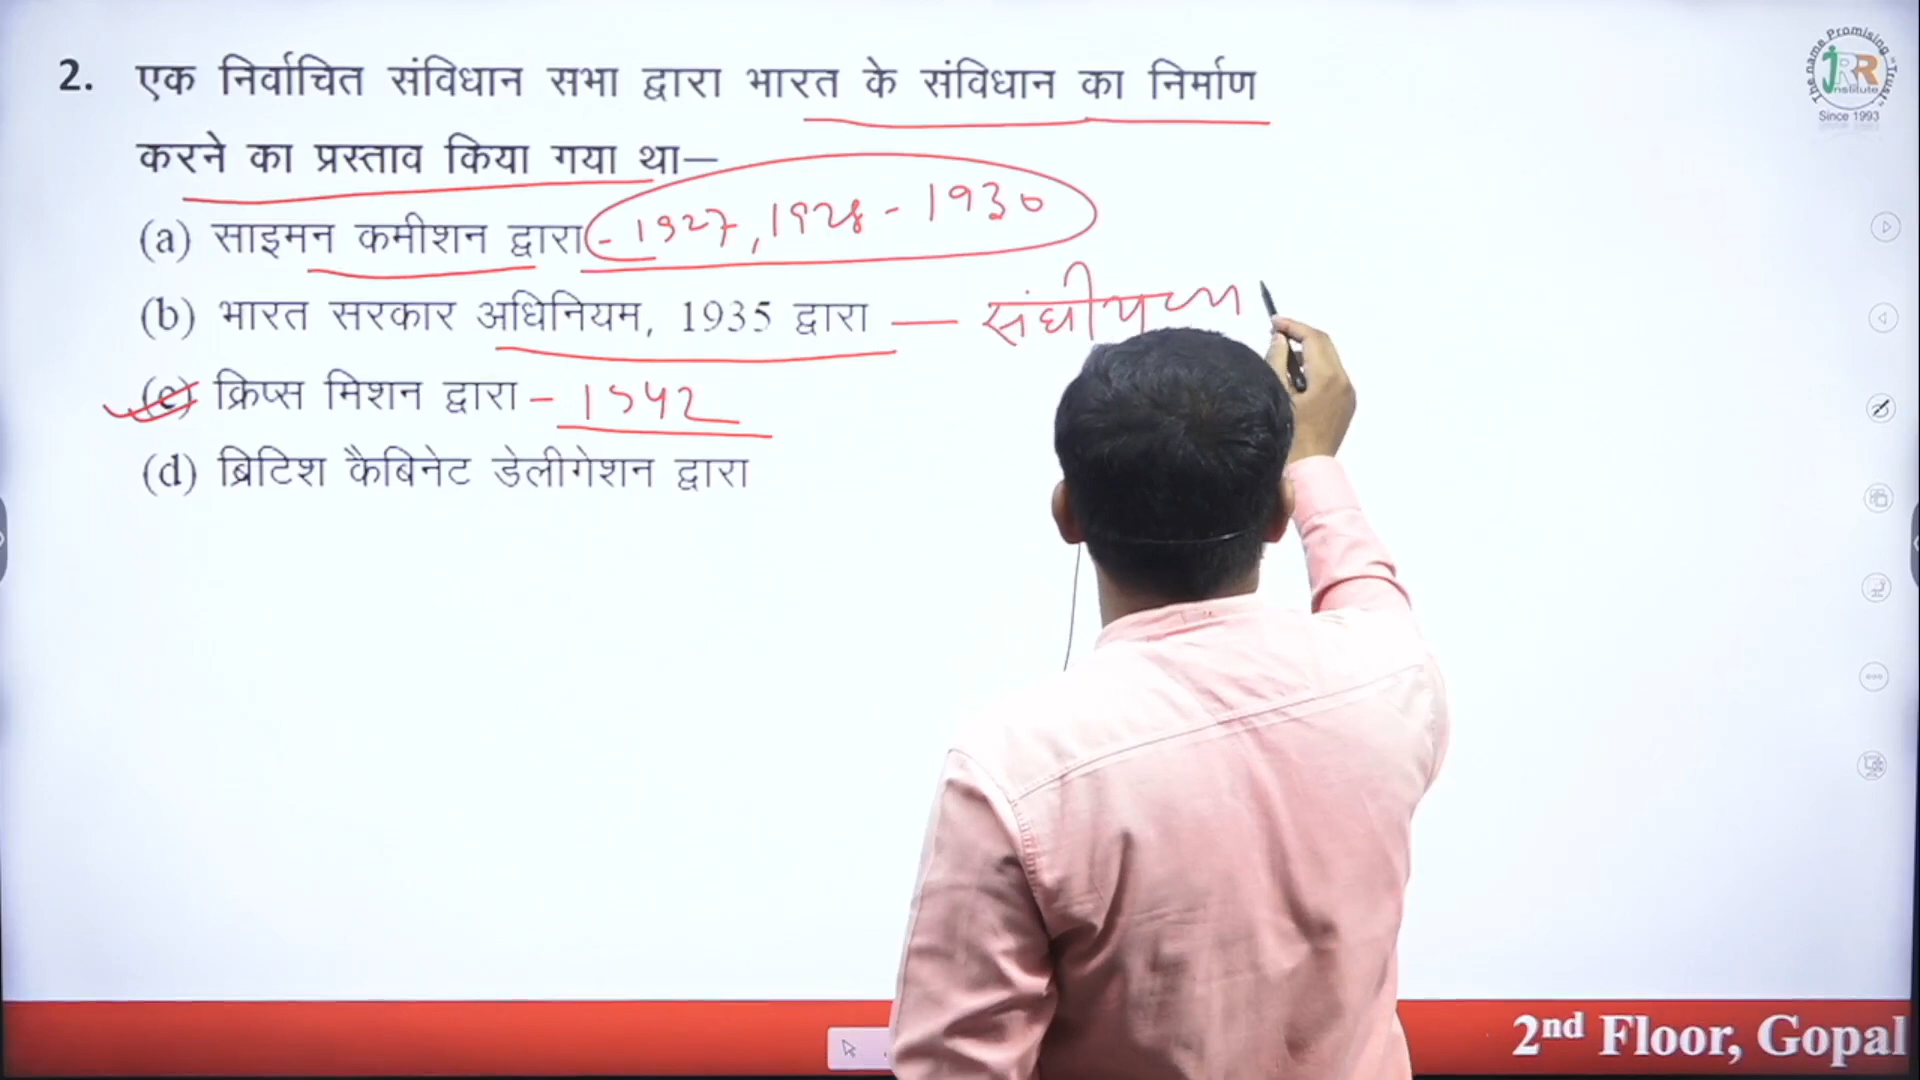 2. एक निर्वाचित संविधान सभा द्वारा भारत के संविधान का निर्माण
करने का प्रस्ताव किया गया था–
(a) साइमन कमीशन द्वारा - 1927, 1928 - 1930
(b) भारत सरकार अधिनियम, 1935 द्वारा —
(c) क्रिप्स मिशन द्वारा - 1942
(d) ब्रिटिश कैबिनेट डेलीगेशन द्वारा
The name Promising "Trust"
JRR
Institute
Since 1993
2nd Floor, Gopal